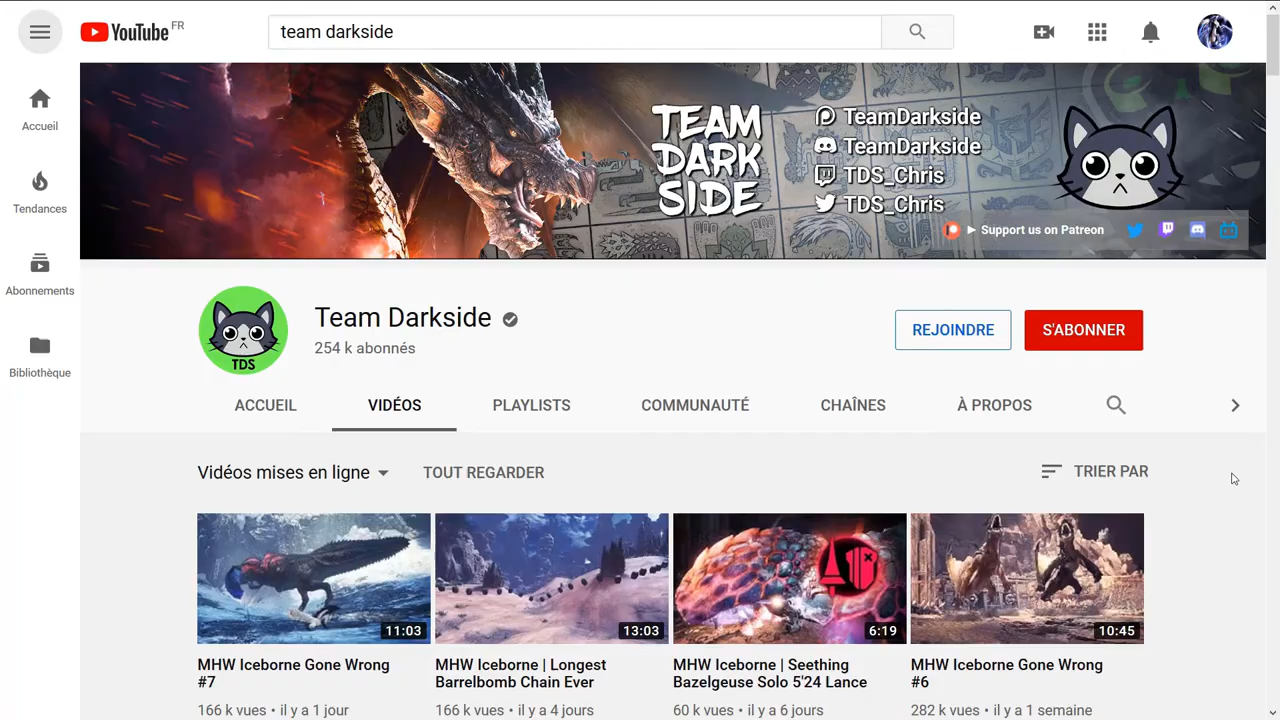 YouTube FR
team darkside
Accueil
Tendances
Abonnements
Bibliothèque
TEAM
DARK
SIDE
TeamDarkside
TeamDarkside
TDS_Chris
TDS_Chris
Support us on Patreon
TDS
Team Darkside
254 k abonnés
REJOINDRE
S'ABONNER
ACCUEIL
VIDÉOS
PLAYLISTS
COMMUNAUTÉ
CHAÎNES
À PROPOS
Vidéos mises en ligne
TOUT REGARDER
TRIER PAR
11:03
13:03
6:19
10:45
MHW Iceborne Gone Wrong
#7
166 k vues • il y a 1 jour
MHW Iceborne | Longest
Barrelbomb Chain Ever
166 k vues • il y a 4 jours
MHW Iceborne | Seething
Bazelgeuse Solo 5'24 Lance
60 k vues • il y a 6 jours
MHW Iceborne Gone Wrong
#6
282 k vues • il y a 1 semaine